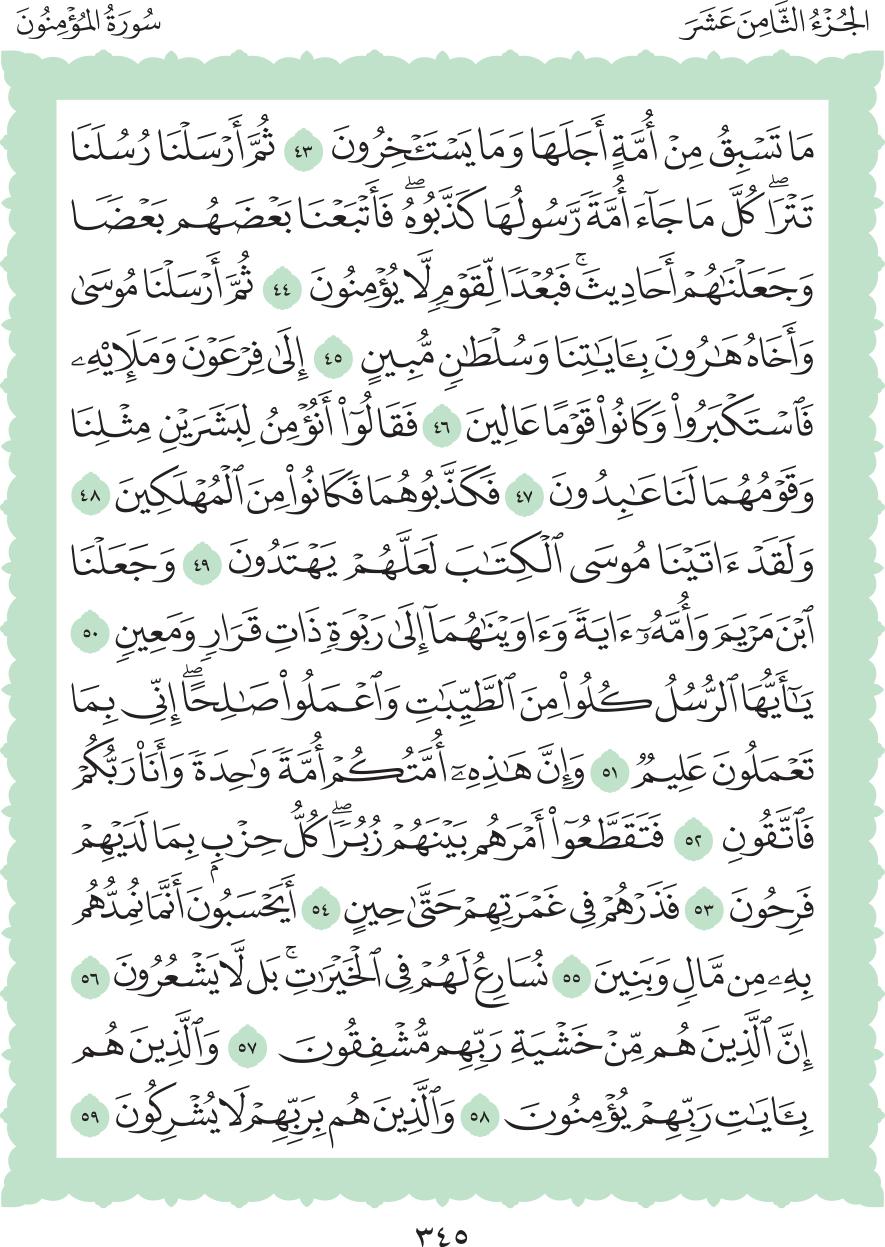 الجُزْءُ الثَّامِنَ عَشَرَ
سُورَةُ المُؤْمِنُونَ
مَا تَسْبِقُ مِنْ أُمَّةٍ أَجَلَهَا وَمَا يَسْتَـْٔخِرُونَ ٤٣ ثُمَّ أَرْسَلْنَا رُسُلَنَا
تَتْرَاۖ كُلَّ مَا جَآءَ أُمَّةً رَّسُولُهَا كَذَّبُوهُۖ فَأَتْبَعْنَا بَعْضَهُم بَعْضًا
وَجَعَلْنَٰهُمْ أَحَادِيثَۚ فَبُعْدًا لِّقَوْمٍ لَّا يُؤْمِنُونَ ٤٤ ثُمَّ أَرْسَلْنَا مُوسَىٰ
وَأَخَاهُ هَٰرُونَ بِـَٔايَٰتِنَا وَسُلْطَٰنٍ مُّبِينٍ ٤٥ إِلَىٰ فِرْعَوْنَ وَمَلَإِيْهِۦ
فَٱسْتَكْبَرُوا۟ وَكَانُوا۟ قَوْمًا عَالِينَ ٤٦ فَقَالُوٓا۟ أَنُؤْمِنُ لِبَشَرَيْنِ مِثْلِنَا
وَقَوْمُهُمَا لَنَا عَٰبِدُونَ ٤٧ فَكَذَّبُوهُمَا فَكَانُوا۟ مِنَ ٱلْمُهْلَكِينَ ٤٨
وَلَقَدْ ءَاتَيْنَا مُوسَى ٱلْكِتَٰبَ لَعَلَّهُمْ يَهْتَدُونَ ٤٩ وَجَعَلْنَا
ٱبْنَ مَرْيَمَ وَأُمَّهُۥٓ ءَايَةً وَءَاوَيْنَٰهُمَآ إِلَىٰ رَبْوَةٍ ذَاتِ قَرَارٍ وَمَعِينٍ ٥٠
يَٰٓأَيُّهَا ٱلرُّسُلُ كُلُوا۟ مِنَ ٱلطَّيِّبَٰتِ وَٱعْمَلُوا۟ صَٰلِحًاۖ إِنِّى بِمَا
تَعْمَلُونَ عَلِيمٌ ٥١ وَإِنَّ هَٰذِهِۦٓ أُمَّتُكُمْ أُمَّةً وَٰحِدَةً وَأَنَا۠ رَبُّكُمْ
فَٱتَّقُونِ ٥٢ فَتَقَطَّعُوٓا۟ أَمْرَهُم بَيْنَهُمْ زُبُرًاۖ كُلُّ حِزْبٍۭ بِمَا لَدَيْهِمْ
فَرِحُونَ ٥٣ فَذَرْهُمْ فِى غَمْرَتِهِمْ حَتَّىٰ حِينٍ ٥٤ أَيَحْسَبُونَ أَنَّمَا نُمِدُّهُم
بِهِۦ مِن مَّالٍ وَبَنِينَ ٥٥ نُسَارِعُ لَهُمْ فِى ٱلْخَيْرَٰتِۚ بَل لَّا يَشْعُرُونَ ٥٦
إِنَّ ٱلَّذِينَ هُم مِّنْ خَشْيَةِ رَبِّهِم مُّشْفِقُونَ ٥٧ وَٱلَّذِينَ هُم
بِـَٔايَٰتِ رَبِّهِمْ يُؤْمِنُونَ ٥٨ وَٱلَّذِينَ هُم بِرَبِّهِمْ لَا يُشْرِكُونَ ٥٩
٣٤٥